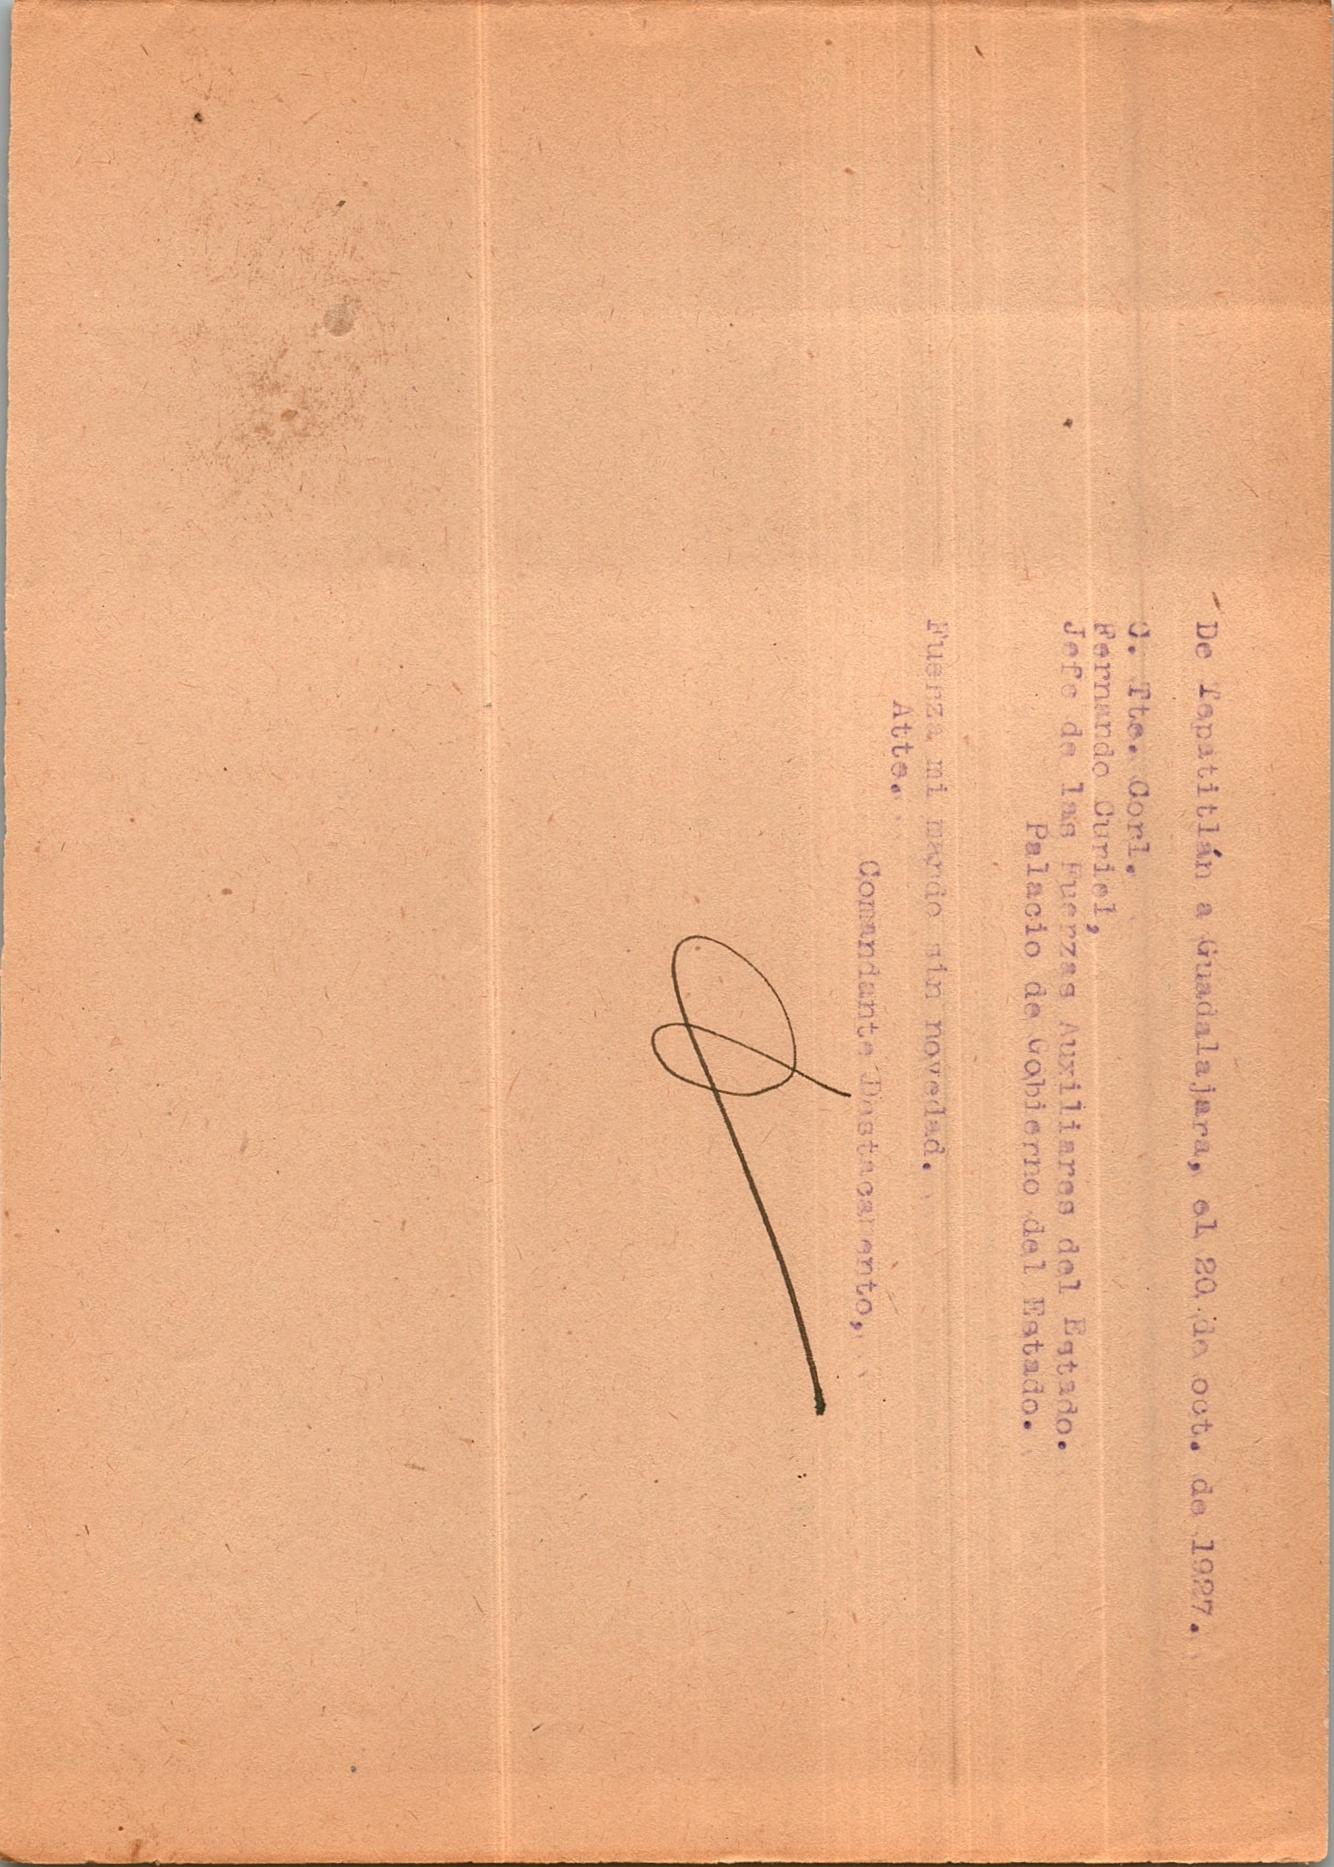 De Tepatitlán a Guadalajara, el 20 de oct. de 1927.
C. Tte. Corl.
Fernando Curiel,
Jefe de las Fuerzas Auxiliares del Estado.
Palacio de Gobierno del Estado.
Fuerza mi mando sin novedad.
Atte.
Comandante Destacamento,